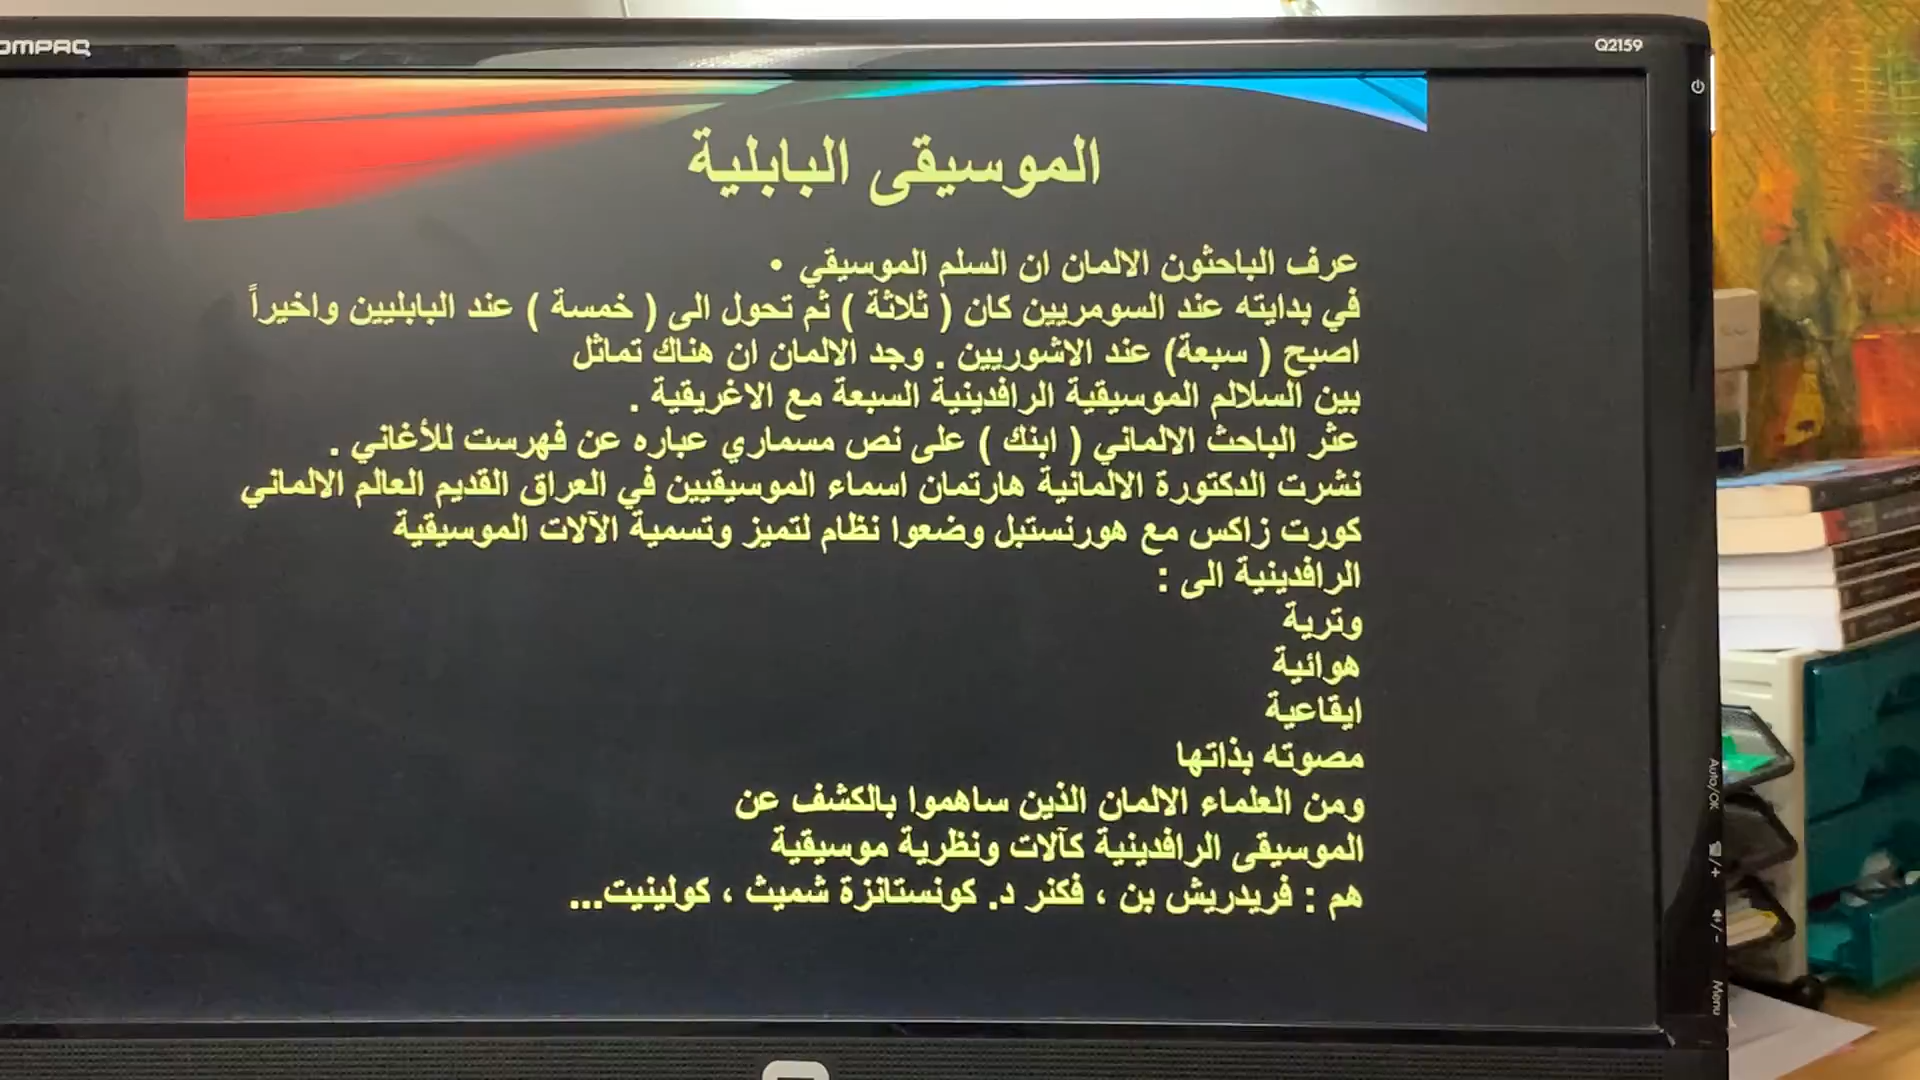 COMPAQ
Q2159
الموسيقى البابلية
عرف الباحثون الالمان ان السلم الموسيقي •
في بدايته عند السومريين كان ( ثلاثة ) ثم تحول الى ( خمسة ) عند البابليين واخيراً
اصبح ( سبعة) عند الاشوريين . وجد الالمان ان هناك تماثل
بين السلالم الموسيقية الرافدينية السبعة مع الاغريقية .
عثر الباحث الالماني ( ابنك ) على نص مسماري عباره عن فهرست للأغاني .
نشرت الدكتورة الالمانية هارتمان اسماء الموسيقيين في العراق القديم العالم الالماني
كورت زاكس مع هورنستبل وضعوا نظام لتميز وتسمية الآلات الموسيقية
الرافدينية الى :
وترية
هوائية
ايقاعية
مصوته بذاتها
ومن العلماء الالمان الذين ساهموا بالكشف عن
الموسيقى الرافدينية كآلات ونظرية موسيقية
هم : فريدريش بن ، فكنر د. كونستانزة شميث ، كولينيت...
Auto/OK
+
+/-
Menu